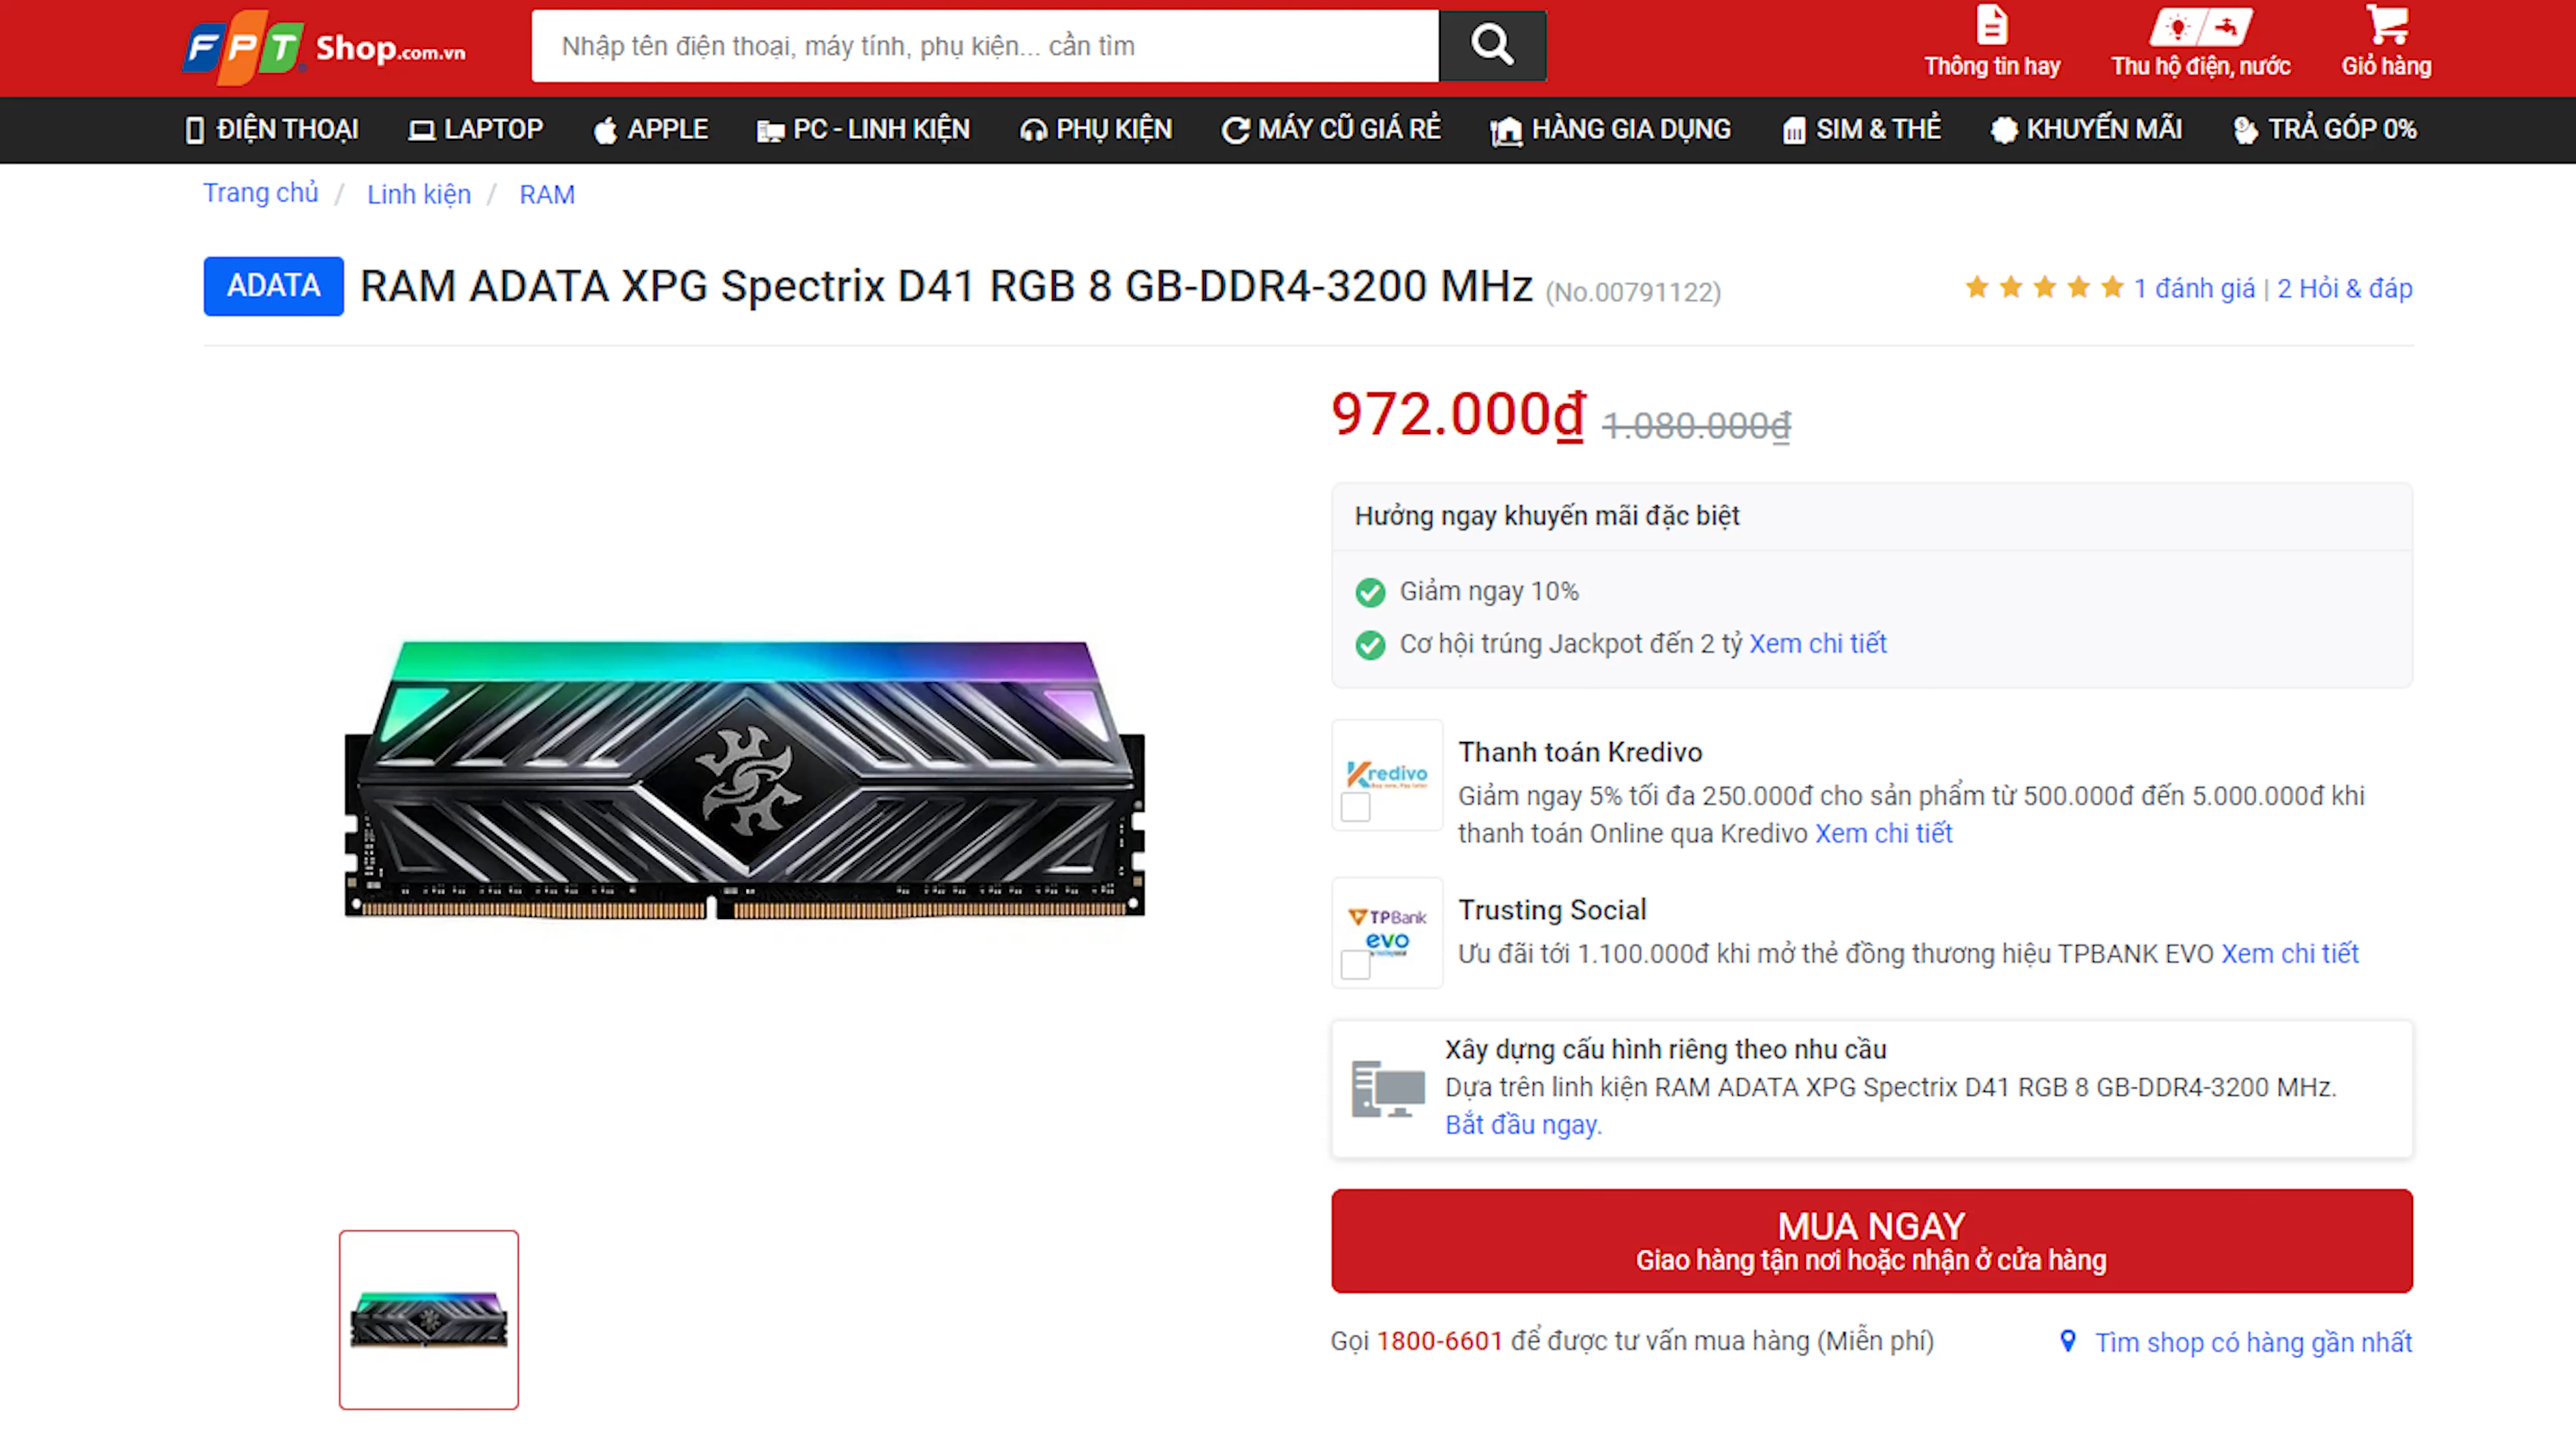 FPT Shop.com.vn
Nhập tên điện thoại, máy tính, phụ kiện... cần tìm
Thông tin hay
Thu hộ điện, nước
Giỏ hàng
ĐIỆN THOẠI
LAPTOP
APPLE
PC - LINH KIỆN
PHỤ KIỆN
MÁY CŨ GIÁ RẺ
HÀNG GIA DỤNG
SIM & THẺ
KHUYẾN MÃI
TRẢ GÓP 0%
Trang chủ / Linh kiện / RAM
ADATA RAM ADATA XPG Spectrix D41 RGB 8 GB-DDR4-3200 MHz (No.00791122)
1 đánh giá | 2 Hỏi & đáp
972.000₫ 1.080.000₫
Hưởng ngay khuyến mãi đặc biệt
Giảm ngay 10%
Cơ hội trúng Jackpot đến 2 tỷ Xem chi tiết
Kredivo
Thanh toán Kredivo
Giảm ngay 5% tối đa 250.000đ cho sản phẩm từ 500.000đ đến 5.000.000đ khi
thanh toán Online qua Kredivo Xem chi tiết
TPBank
evo
Trusting Social
Ưu đãi tới 1.100.000đ khi mở thẻ đồng thương hiệu TPBANK EVO Xem chi tiết
Xây dựng cấu hình riêng theo nhu cầu
Dựa trên linh kiện RAM ADATA XPG Spectrix D41 RGB 8 GB-DDR4-3200 MHz.
Bắt đầu ngay.
MUA NGAY
Giao hàng tận nơi hoặc nhận ở cửa hàng
Gọi 1800-6601 để được tư vấn mua hàng (Miễn phí)
Tìm shop có hàng gần nhất